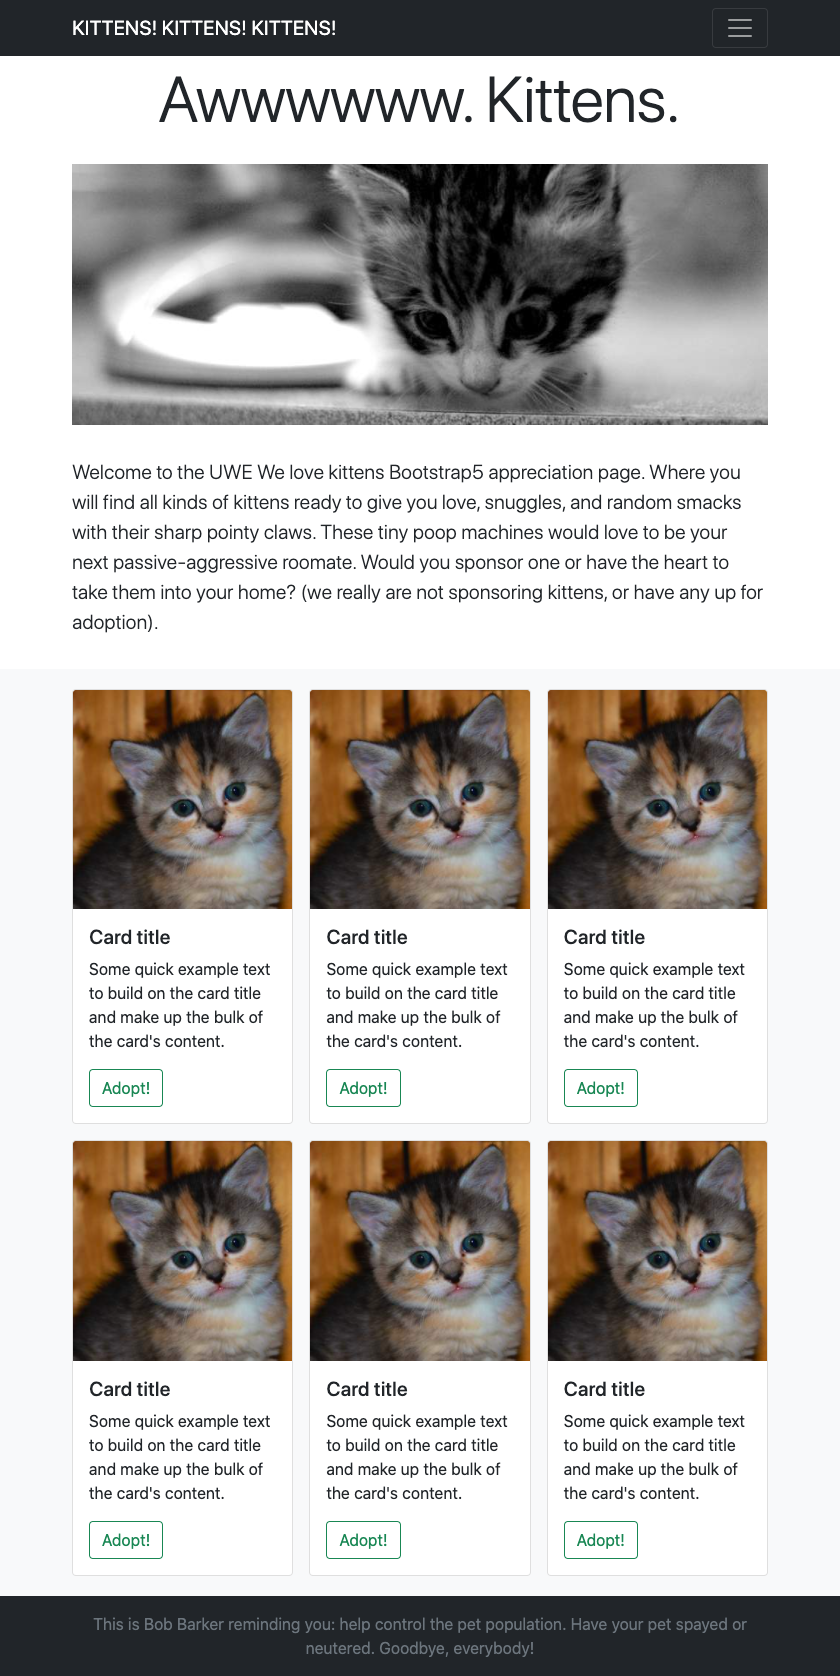 KITTENS! KITTENS! KITTENS!
Awwwwww. Kittens.
Welcome to the UWE We love kittens Bootstrap5 appreciation page. Where you
will find all kinds of kittens ready to give you love, snuggles, and random smacks
with their sharp pointy claws. These tiny poop machines would love to be your
next passive-aggressive roomate. Would you sponsor one or have the heart to
take them into your home? (we really are not sponsoring kittens, or have any up for
adoption).
Card title
Some quick example text
to build on the card title
and make up the bulk of
the card's content.
Adopt!
Card title
Some quick example text
to build on the card title
and make up the bulk of
the card's content.
Adopt!
Card title
Some quick example text
to build on the card title
and make up the bulk of
the card's content.
Adopt!
Card title
Some quick example text
to build on the card title
and make up the bulk of
the card's content.
Adopt!
Card title
Some quick example text
to build on the card title
and make up the bulk of
the card's content.
Adopt!
Card title
Some quick example text
to build on the card title
and make up the bulk of
the card's content.
Adopt!
This is Bob Barker reminding you: help control the pet population. Have your pet spayed or
neutered. Goodbye, everybody!